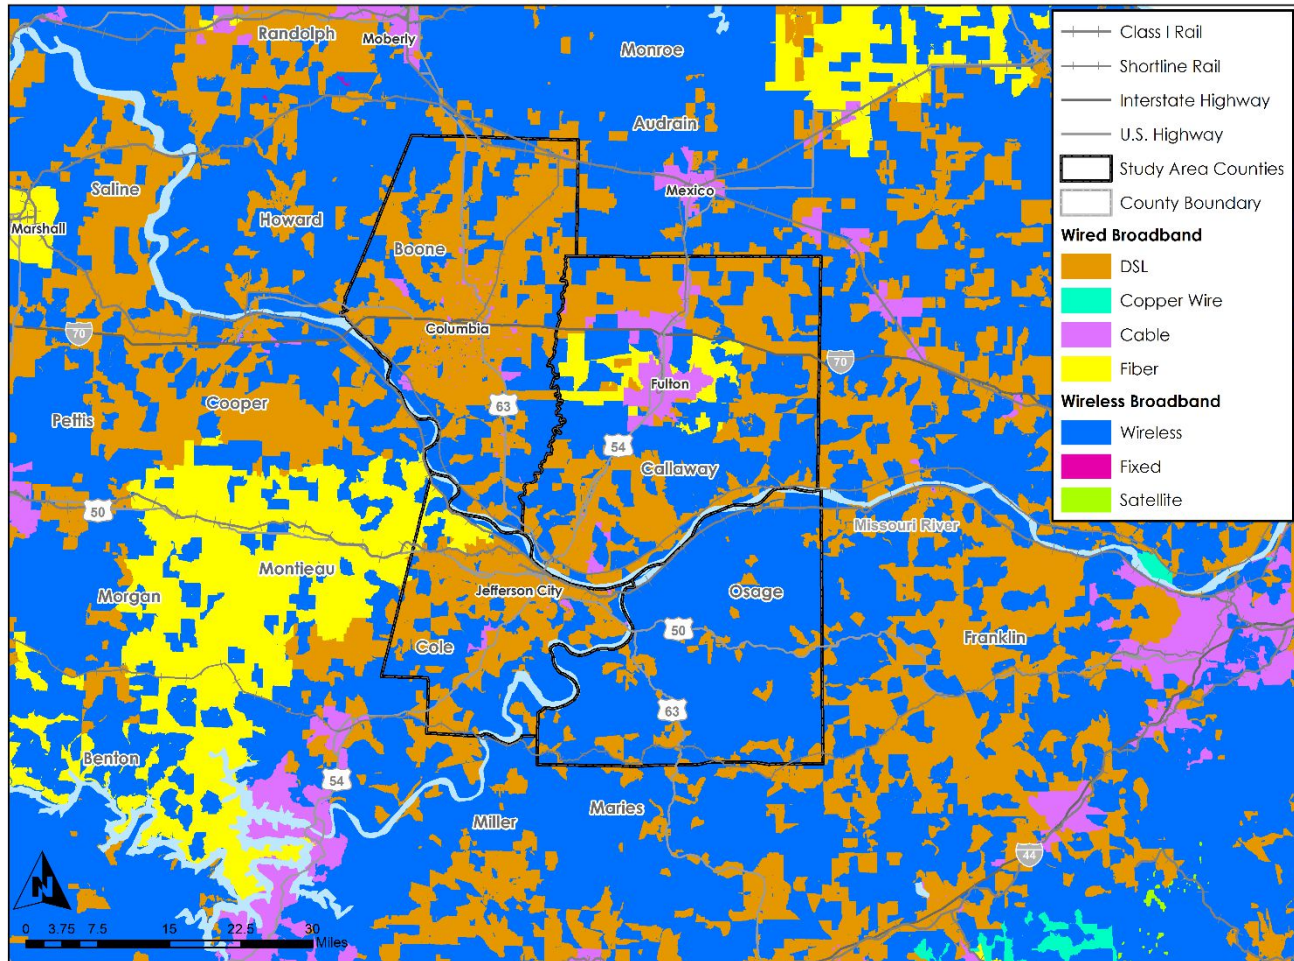 Randolph
Moberly
Monroe
Audrain
Saline
Marshall
Howard
Mexico
Boone
70
Columbia
70
Fulton
Pettis
Cooper
63
54
Callaway
50
Missouri River
Montieau
Morgan
Jefferson City
Osage
50
Franklin
Cole
63
Benton
54
Miller
Maries
44
N
0 3.75 7.5 15 22.5 30
Miles
Class I Rail
Shortline Rail
Interstate Highway
U.S. Highway
Study Area Counties
County Boundary
Wired Broadband
DSL
Copper Wire
Cable
Fiber
Wireless Broadband
Wireless
Fixed
Satellite